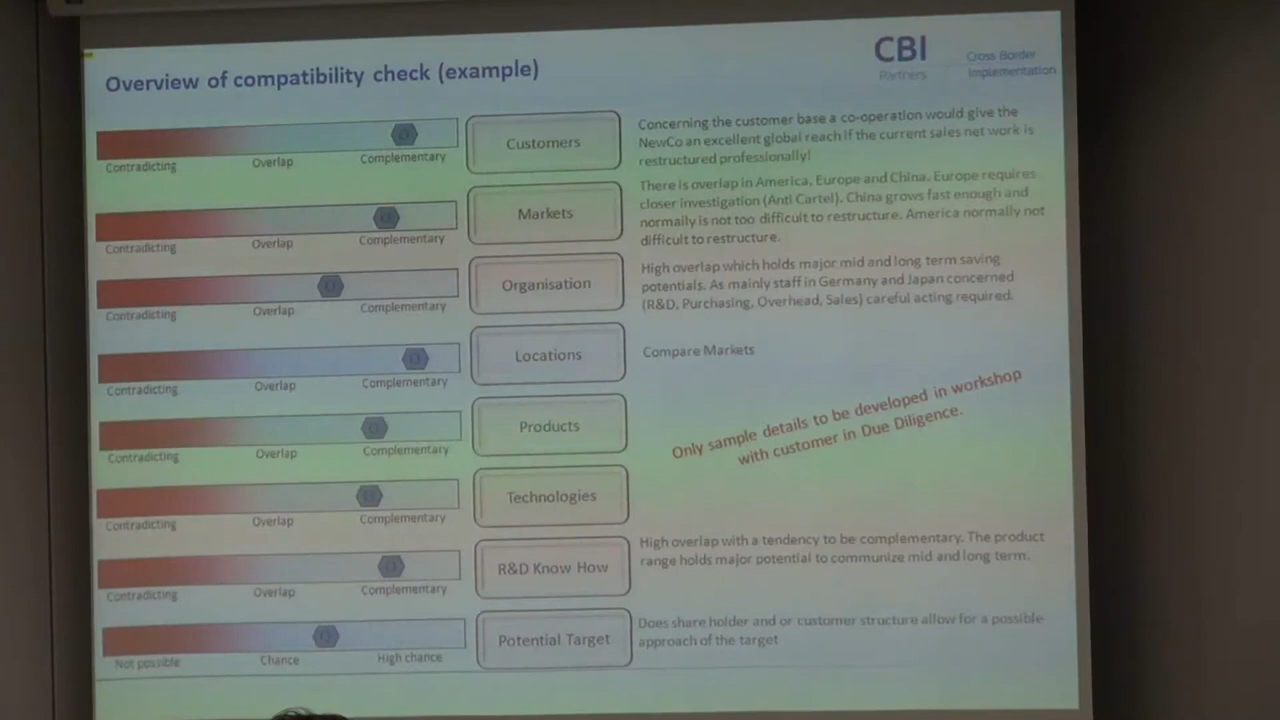 Overview of compatibility check (example)
CBI
Partners
Cross Border
Implementation
Contradicting Overlap Complementary
Customers
Concerning the customer base a co-operation would give the
NewCo an excellent global reach if the current sales net work is
restructured professionally!
Contradicting Overlap Complementary
Markets
There is overlap in America, Europe and China. Europe requires
closer investigation (Anti Cartel). China grows fast enough and
normally is not too difficult to restructure. America normally not
difficult to restructure.
Contradicting Overlap Complementary
Organisation
High overlap which holds major mid and long term saving
potentials. As mainly staff in Germany and Japan concerned
(R&D, Purchasing, Overhead, Sales) careful acting required.
Contradicting Overlap Complementary
Locations
Compare Markets
Contradicting Overlap Complementary
Products
Only sample details to be developed in workshop
with customer in Due Diligence.
Contradicting Overlap Complementary
Technologies
Contradicting Overlap Complementary
R&D Know How
High overlap with a tendency to be complementary. The product
range holds major potential to communize mid and long term.
Not possible Chance High chance
Potential Target
Does share holder and or customer structure allow for a possible
approach of the target